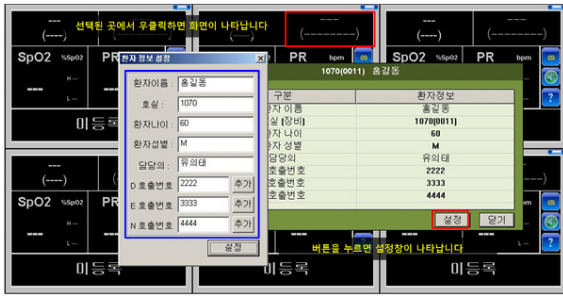 선택된 곳에서 우클릭하면 화면이 나타납니다
---
---
---
(----)
(----)
(--------)
SpO2 %Spo2 PR
PR bpm
SpO2 %Spo2 PR bpm
H --
L --
---
?
미등록
환자 정보 설정
환자이름 : 홍길동
호실 : 1070
환자나이 : 60
환자성별 : M
담당의 : 유의태
D 호출번호 2222 추가
E 호출번호 3333 추가
N 호출번호 4444 추가
설정
1070(0011) 홍길동
구분 환자정보
환자 이름 홍길동
실 [장비] 1070[0011]
환자 나이 60
환자 성별 M
담당의 유의태
호출번호 2222
호출번호 3333
호출번호 4444
설정 닫기
버튼을 누르면 설정창이 나타납니다
---
(----)
SpO2 %Spo2 PR
H --
L --
---
?
미등록
미등록
미등록